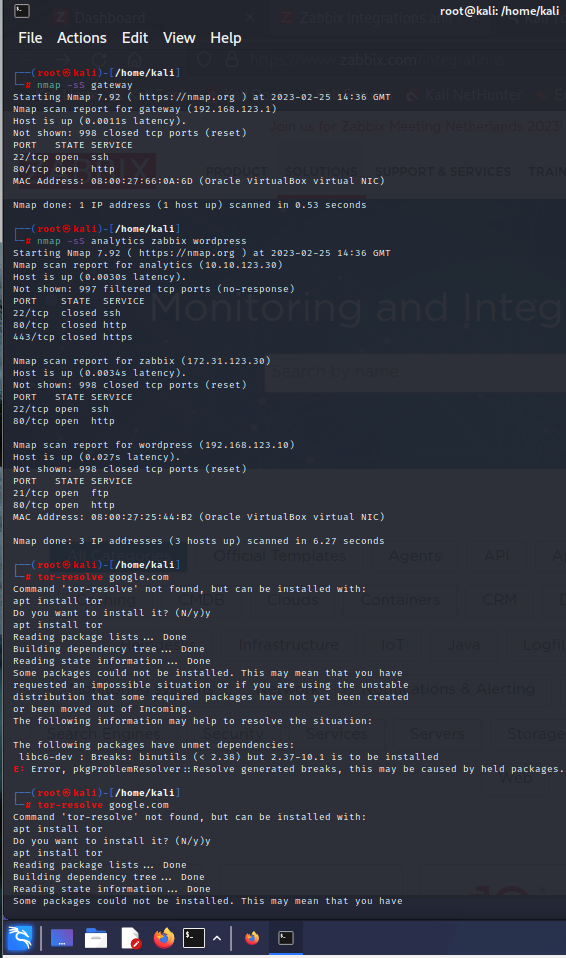 Dashboard
Zabbix Integrations and
root@kali: /home/kali
File Actions Edit View Help
┌──(root㉿kali)-[/home/kali]
└─# nmap -sS gateway
Starting Nmap 7.92 ( https://nmap.org ) at 2023-02-25 14:36 GMT
Nmap scan report for gateway (192.168.123.1)
Host is up (0.0011s latency).
Not shown: 998 closed tcp ports (reset)
PORT   STATE SERVICE
22/tcp open  ssh
80/tcp open  http
MAC Address: 08:00:27:66:0A:6D (Oracle VirtualBox virtual NIC)
Nmap done: 1 IP address (1 host up) scanned in 0.53 seconds
┌──(root㉿kali)-[/home/kali]
└─# nmap -sS analytics zabbix wordpress
Starting Nmap 7.92 ( https://nmap.org ) at 2023-02-25 14:36 GMT
Nmap scan report for analytics (10.10.123.30)
Host is up (0.0030s latency).
Not shown: 997 filtered tcp ports (no-response)
PORT    STATE  SERVICE
22/tcp  closed ssh
80/tcp  closed http
443/tcp closed https
Nmap scan report for zabbix (172.31.123.30)
Host is up (0.0034s latency).
Not shown: 998 closed tcp ports (reset)
PORT   STATE SERVICE
22/tcp open  ssh
80/tcp open  http
Nmap scan report for wordpress (192.168.123.10)
Host is up (0.027s latency).
Not shown: 998 closed tcp ports (reset)
PORT   STATE SERVICE
21/tcp open  ftp
80/tcp open  http
MAC Address: 08:00:27:25:44:B2 (Oracle VirtualBox virtual NIC)
Nmap done: 3 IP addresses (3 hosts up) scanned in 6.27 seconds
┌──(root㉿kali)-[/home/kali]
└─# tor-resolve google.com
Command 'tor-resolve' not found, but can be installed with:
apt install tor
Do you want to install it? (N/y)y
apt install tor
Reading package lists... Done
Building dependency tree... Done
Reading state information... Done
Some packages could not be installed. This may mean that you have
requested an impossible situation or if you are using the unstable
distribution that some required packages have not yet been created
or been moved out of Incoming.
The following information may help to resolve the situation:
The following packages have unmet dependencies:
 libc6-dev : Breaks: binutils (< 2.38) but 2.37-10.1 is to be installed
E: Error, pkgProblemResolver::Resolve generated breaks, this may be caused by held packages.
┌──(root㉿kali)-[/home/kali]
└─# tor-resolve google.com
Command 'tor-resolve' not found, but can be installed with:
apt install tor
Do you want to install it? (N/y)y
apt install tor
Reading package lists... Done
Building dependency tree... Done
Reading state information... Done
Some packages could not be installed. This may mean that you have